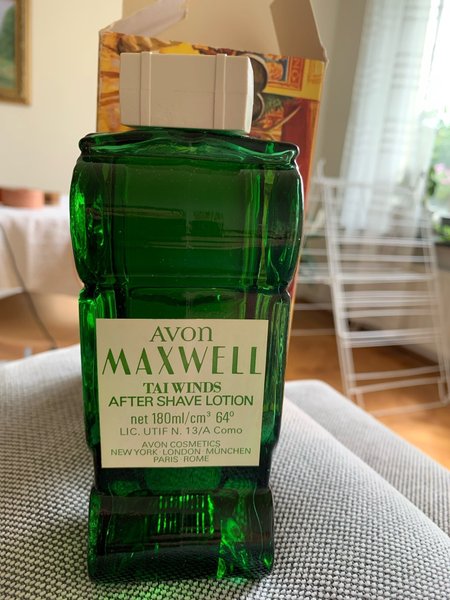 AVON
MAXWELL
TAI WINDS
AFTER SHAVE LOTION
net 180ml/cm³ 64°
LIC. UTIF N. 13/A Como
AVON COSMETICS
NEW YORK · LONDON · MÜNCHEN
PARIS · ROME